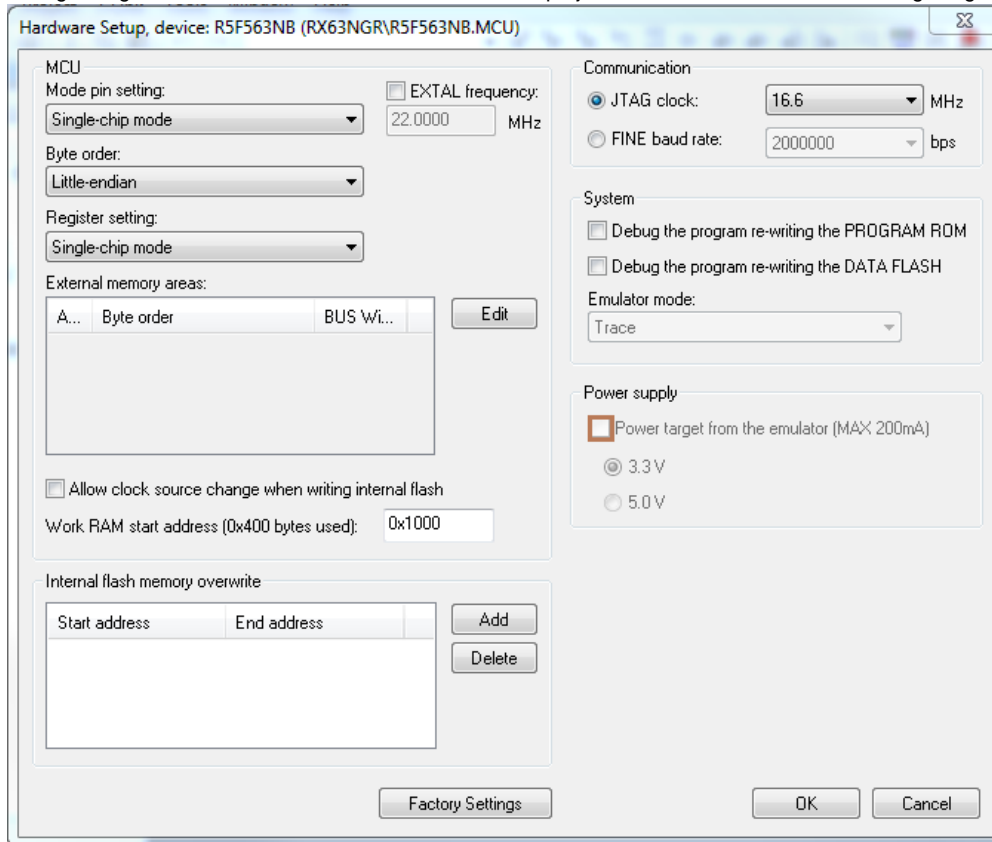 Hardware Setup, device: R5F563NB (RX63NGR\R5F563NB.MCU)
MCU
Mode pin setting:
EXTAL frequency:
Single-chip mode
22.0000 MHz
Byte order:
Little-endian
Register setting:
Single-chip mode
External memory areas:
A... Byte order BUS Wi...
Edit
Allow clock source change when writing internal flash
Work RAM start address (0x400 bytes used): 0x1000
Internal flash memory overwrite
Start address End address
Add
Delete
Factory Settings
Communication
JTAG clock: 16.6 MHz
FINE baud rate: 2000000 bps
System
Debug the program re-writing the PROGRAM ROM
Debug the program re-writing the DATA FLASH
Emulator mode:
Trace
Power supply
Power target from the emulator (MAX 200mA)
3.3 V
5.0 V
OK Cancel